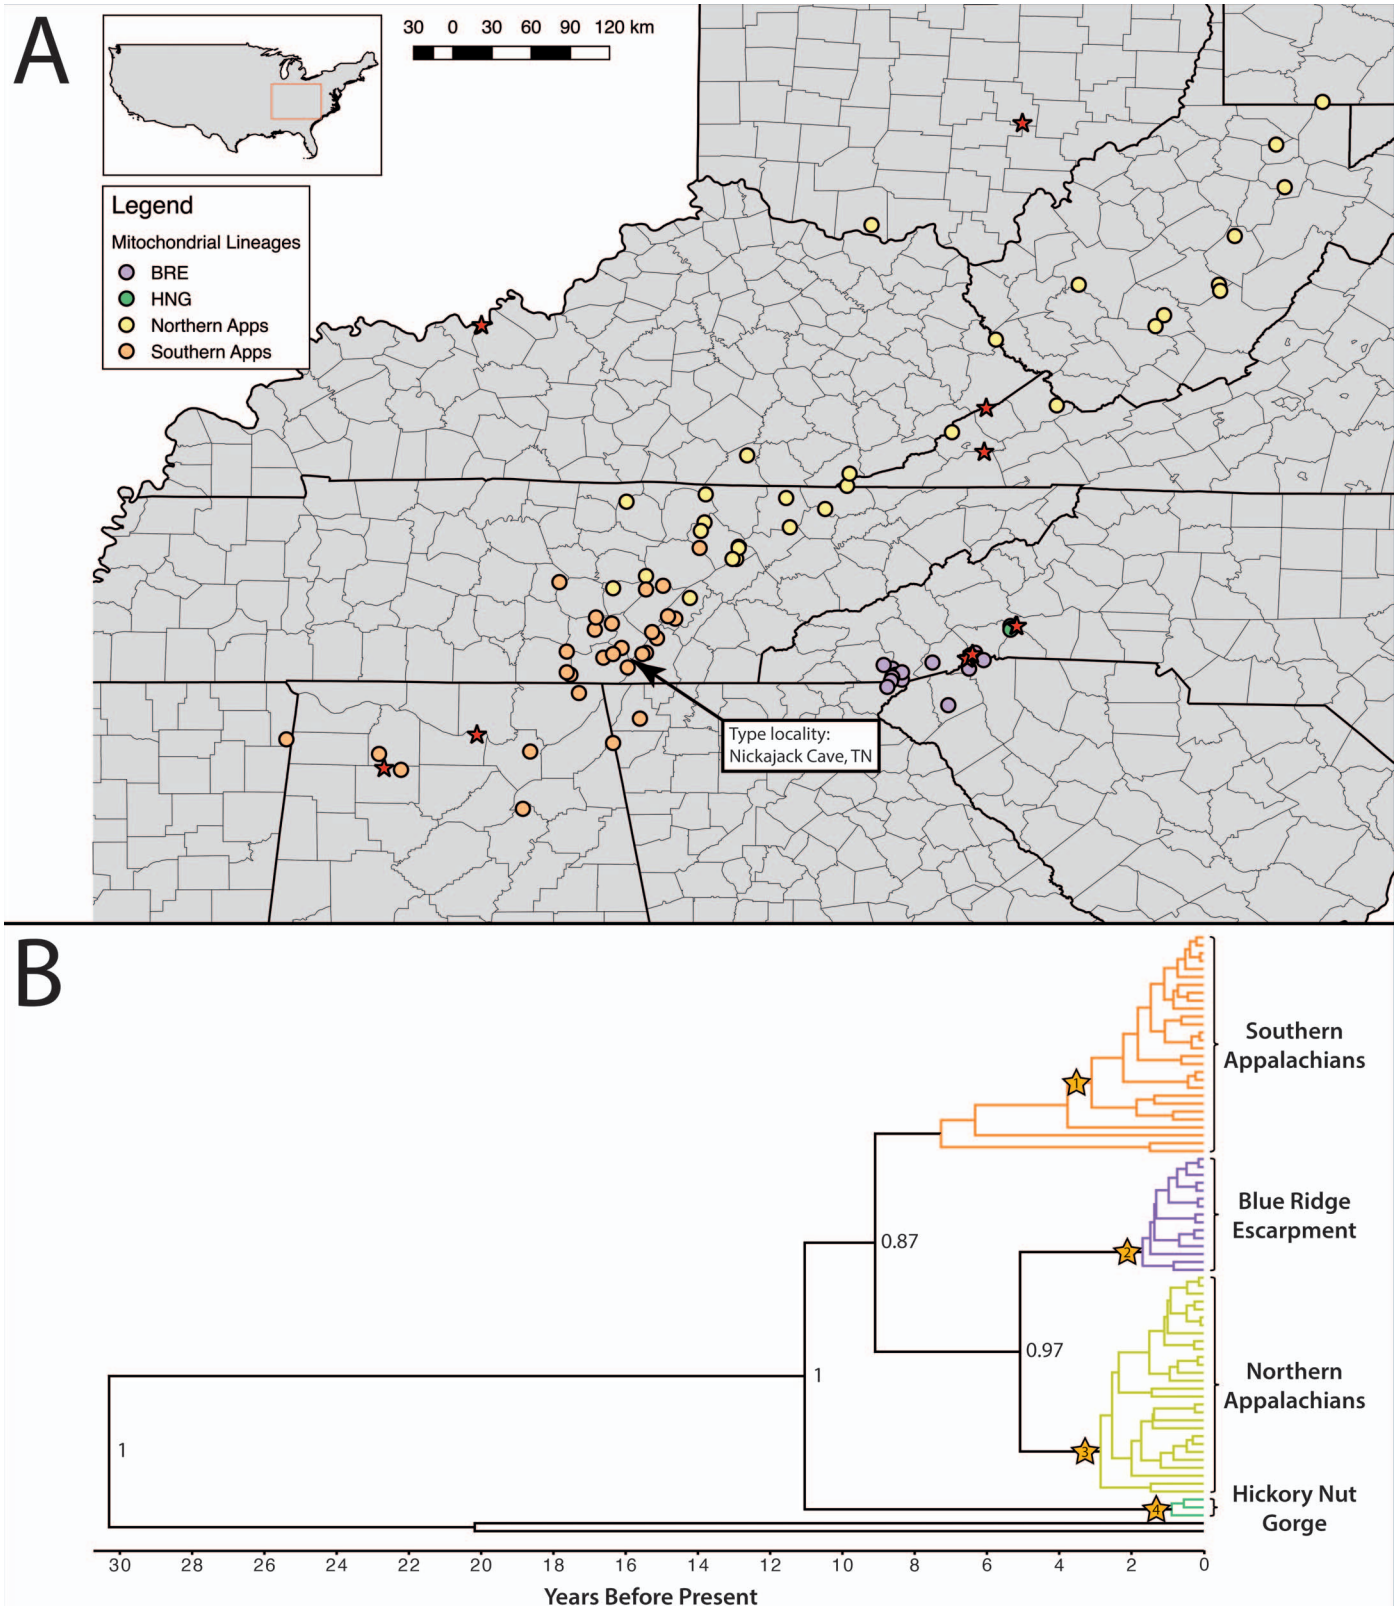 A
30 0 30 60 90 120 km
Legend
Mitochondrial Lineages
BRE
HNG
Northern Apps
Southern Apps
Type locality:
Nickajack Cave, TN
B
Southern
Appalachians
1
Blue Ridge
Escarpment
0.87
2
0.97
Northern
Appalachians
1
3
1
Hickory Nut
Gorge
4
30 28 26 24 22 20 18 16 14 12 10 8 6 4 2 0
Years Before Present